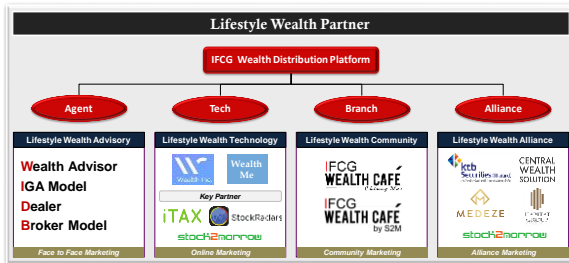 Lifestyle Wealth Partner
IFCG Wealth Distribution Platform
Agent
Tech
Branch
Alliance
Lifestyle Wealth Advisory
Wealth Advisor
IGA Model
Dealer
Broker Model
Face to Face Marketing
Lifestyle Wealth Technology
Wealth Inc.
Wealth
Me
Key Partner
iTAX
StockRadars
stock2morrow
Online Marketing
Lifestyle Wealth Community
IFCG
WEALTH CAFÉ
IFCG
WEALTH CAFÉ
by S2M
Community Marketing
Lifestyle Wealth Alliance
ktb
Securities
CENTRAL
WEALTH
SOLUTION
MEDEZE
GROUP
stock2morrow
Alliance Marketing